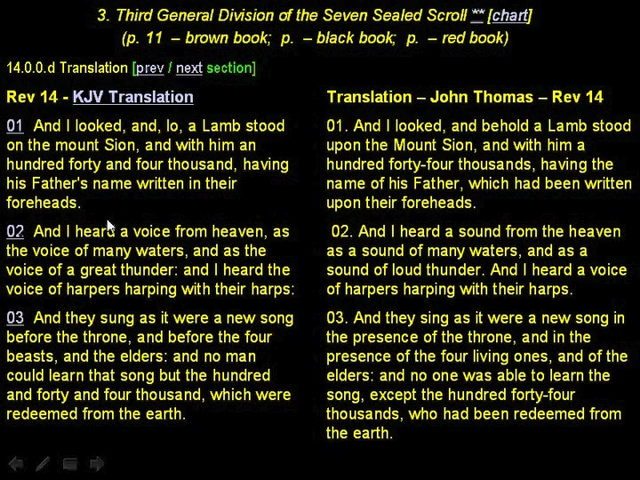 3. Third General Division of the Seven Sealed Scroll ** [chart]
(p. 11 – brown book; p. – black book; p. – red book)
14.0.0.d Translation [prev / next section]
Rev 14 - KJV Translation
01 And I looked, and, lo, a Lamb stood
on the mount Sion, and with him an
hundred forty and four thousand, having
his Father's name written in their
foreheads.
02 And I heard a voice from heaven, as
the voice of many waters, and as the
voice of a great thunder: and I heard the
voice of harpers harping with their harps:
03 And they sung as it were a new song
before the throne, and before the four
beasts, and the elders: and no man
could learn that song but the hundred
and forty and four thousand, which were
redeemed from the earth.
Translation – John Thomas – Rev 14
01. And I looked, and behold a Lamb stood
upon the Mount Sion, and with him a
hundred forty-four thousands, having the
name of his Father, which had been written
upon their foreheads.
02. And I heard a sound from the heaven
as a sound of many waters, and as a
sound of loud thunder. And I heard a voice
of harpers harping with their harps.
03. And they sing as it were a new song in
the presence of the throne, and in the
presence of the four living ones, and of the
elders: and no one was able to learn the
song, except the hundred forty-four
thousands, who had been redeemed from
the earth.